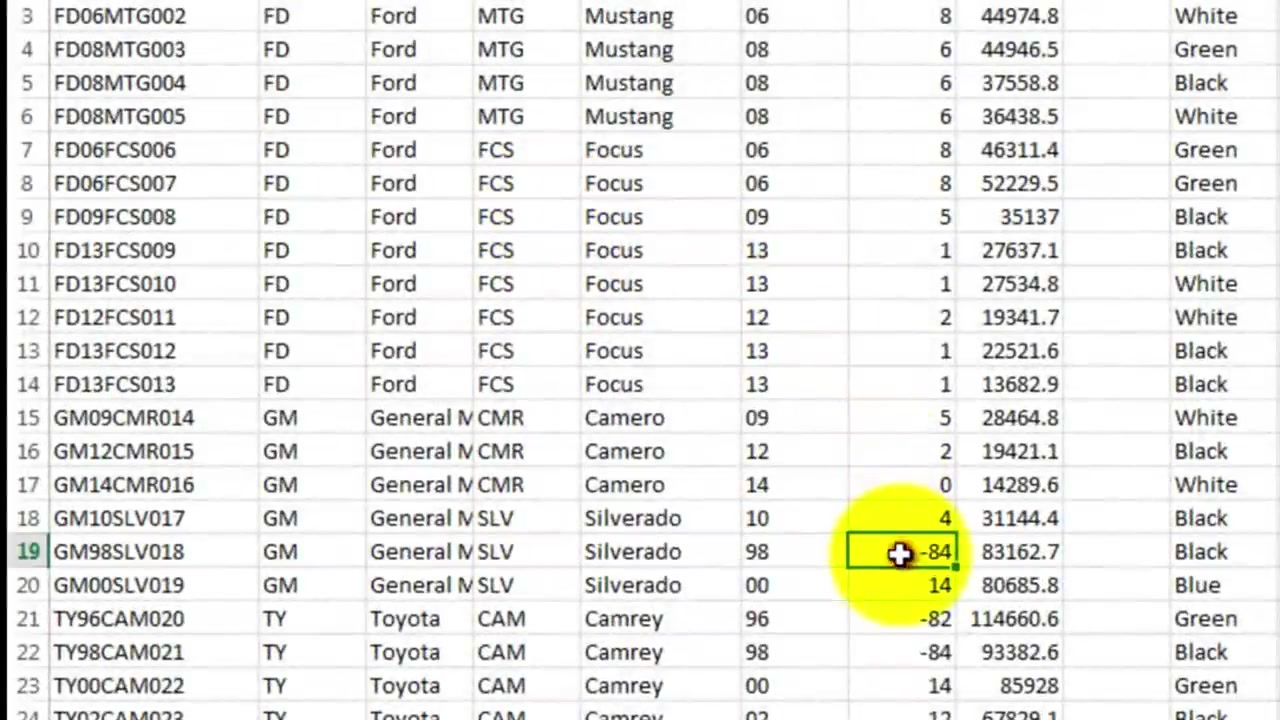 3 FD06MTG002 FD Ford MTG Mustang 06 8 44974.8 White
4 FD08MTG003 FD Ford MTG Mustang 08 6 44946.5 Green
5 FD08MTG004 FD Ford MTG Mustang 08 6 37558.8 Black
6 FD08MTG005 FD Ford MTG Mustang 08 6 36438.5 White
7 FD06FCS006 FD Ford FCS Focus 06 8 46311.4 Green
8 FD06FCS007 FD Ford FCS Focus 06 8 52229.5 Green
9 FD09FCS008 FD Ford FCS Focus 09 5 35137 Black
10 FD13FCS009 FD Ford FCS Focus 13 1 27637.1 Black
11 FD13FCS010 FD Ford FCS Focus 13 1 27534.8 White
12 FD12FCS011 FD Ford FCS Focus 12 2 19341.7 White
13 FD13FCS012 FD Ford FCS Focus 13 1 22521.6 Black
14 FD13FCS013 FD Ford FCS Focus 13 1 13682.9 Black
15 GM09CMR014 GM General M CMR Camero 09 5 28464.8 White
16 GM12CMR015 GM General M CMR Camero 12 2 19421.1 Black
17 GM14CMR016 GM General M CMR Camero 14 0 14289.6 White
18 GM10SLV017 GM General M SLV Silverado 10 4 31144.4 Black
19 GM98SLV018 GM General M SLV Silverado 98 -84 83162.7 Black
20 GM00SLV019 GM General M SLV Silverado 00 14 80685.8 Blue
21 TY96CAM020 TY Toyota CAM Camrey 96 -82 114660.6 Green
22 TY98CAM021 TY Toyota CAM Camrey 98 -84 93382.6 Black
23 TY00CAM022 TY Toyota CAM Camrey 00 14 85928 Green
24 TY02CAM023 TY Toyota CAM Camrey 02 12 67829.1 Black